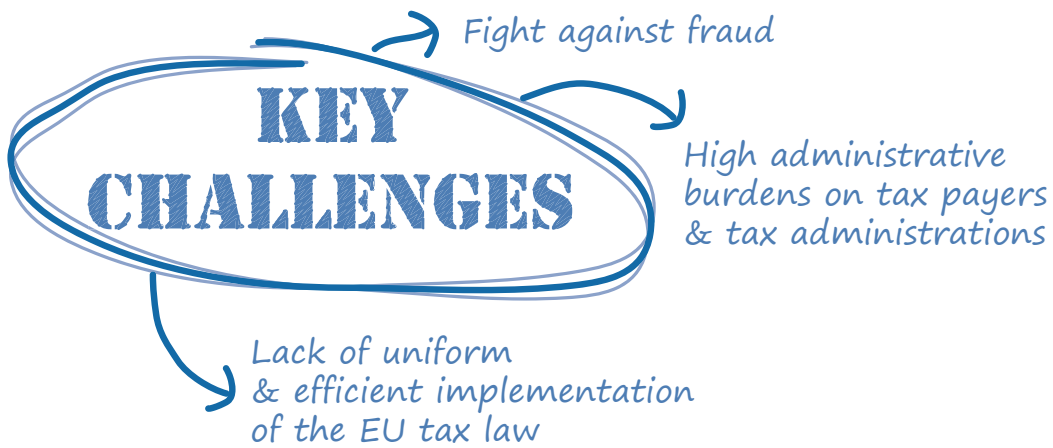 Fight against fraud
KEY
CHALLENGES
High administrative
burdens on tax payers
& tax administrations
Lack of uniform
& efficient implementation
of the EU tax law